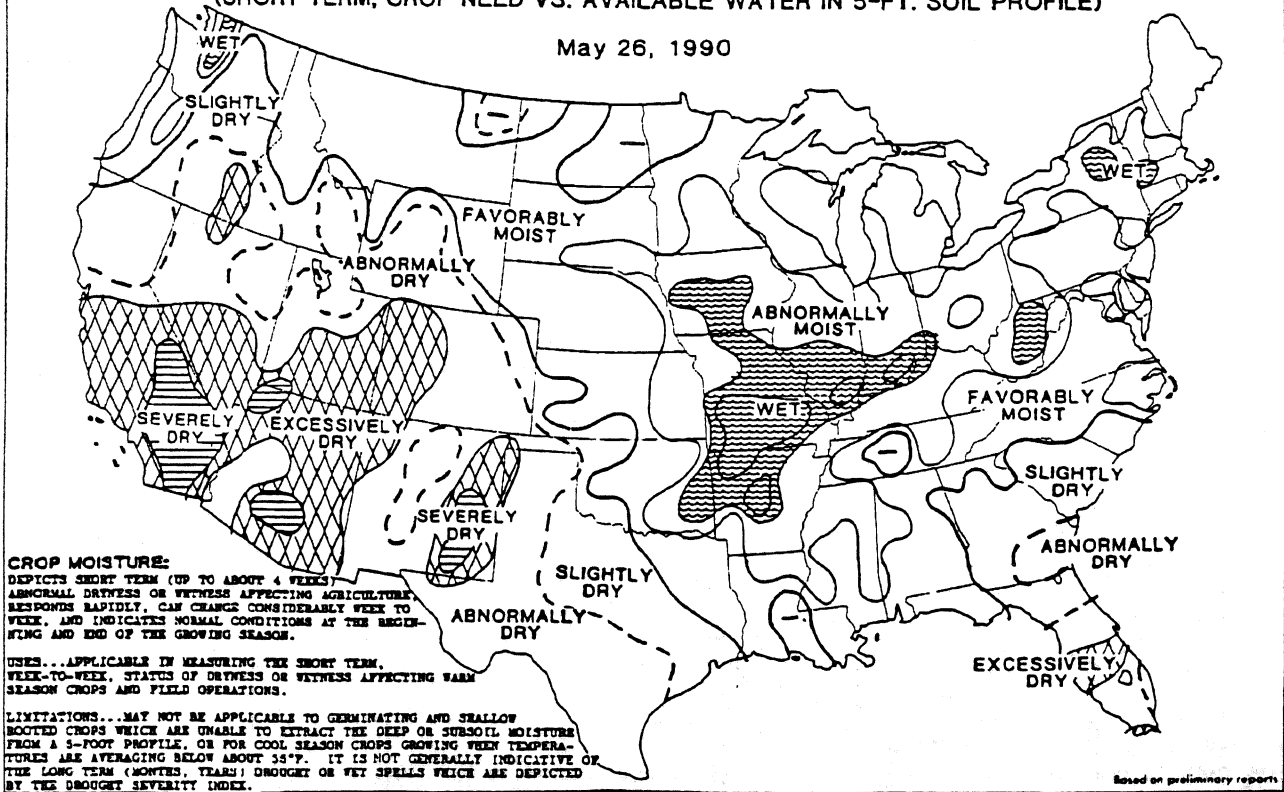 (SHORT TERM, CROP NEED VS. AVAILABLE WATER IN 5-FT. SOIL PROFILE)
May 26, 1990
WET
SLIGHTLY
DRY
WET
FAVORABLY
MOIST
ABNORMALLY
DRY
ABNORMALLY
MOIST
SEVERELY
DRY
EXCESSIVELY
DRY
WET
FAVORABLY
MOIST
SLIGHTLY
DRY
SEVERELY
DRY
ABNORMALLY
DRY
SLIGHTLY
DRY
ABNORMALLY
DRY
EXCESSIVELY
DRY
CROP MOISTURE:
DEPICTS SHORT TERM (UP TO ABOUT 4 WEEKS)
ABNORMAL DRYNESS OR WETNESS AFFECTING AGRICULTURE,
RESPONDS RAPIDLY, CAN CHANGE CONSIDERABLY WEEK TO
WEEK, AND INDICATES NORMAL CONDITIONS AT THE BEGIN-
NING AND END OF THE GROWING SEASON.
USES...APPLICABLE IN MEASURING THE SHORT TERM,
WEEK-TO-WEEK, STATUS OF DRYNESS OR WETNESS AFFECTING WARM
SEASON CROPS AND FIELD OPERATIONS.
LIMITATIONS...MAY NOT BE APPLICABLE TO GERMINATING AND SHALLOW
ROOTED CROPS WHICH ARE UNABLE TO EXTRACT THE DEEP OR SUBSOIL MOISTURE
FROM A 5-FOOT PROFILE, OR FOR COOL SEASON CROPS GROWING WHEN TEMPERA-
TURES ARE AVERAGING BELOW ABOUT 55°F. IT IS NOT GENERALLY INDICATIVE OF
THE LONG TERM (MONTHS, YEARS) DROUGHT OR WET SPELLS WHICH ARE DEPICTED
BY THE DROUGHT SEVERITY INDEX.
Based on preliminary reports